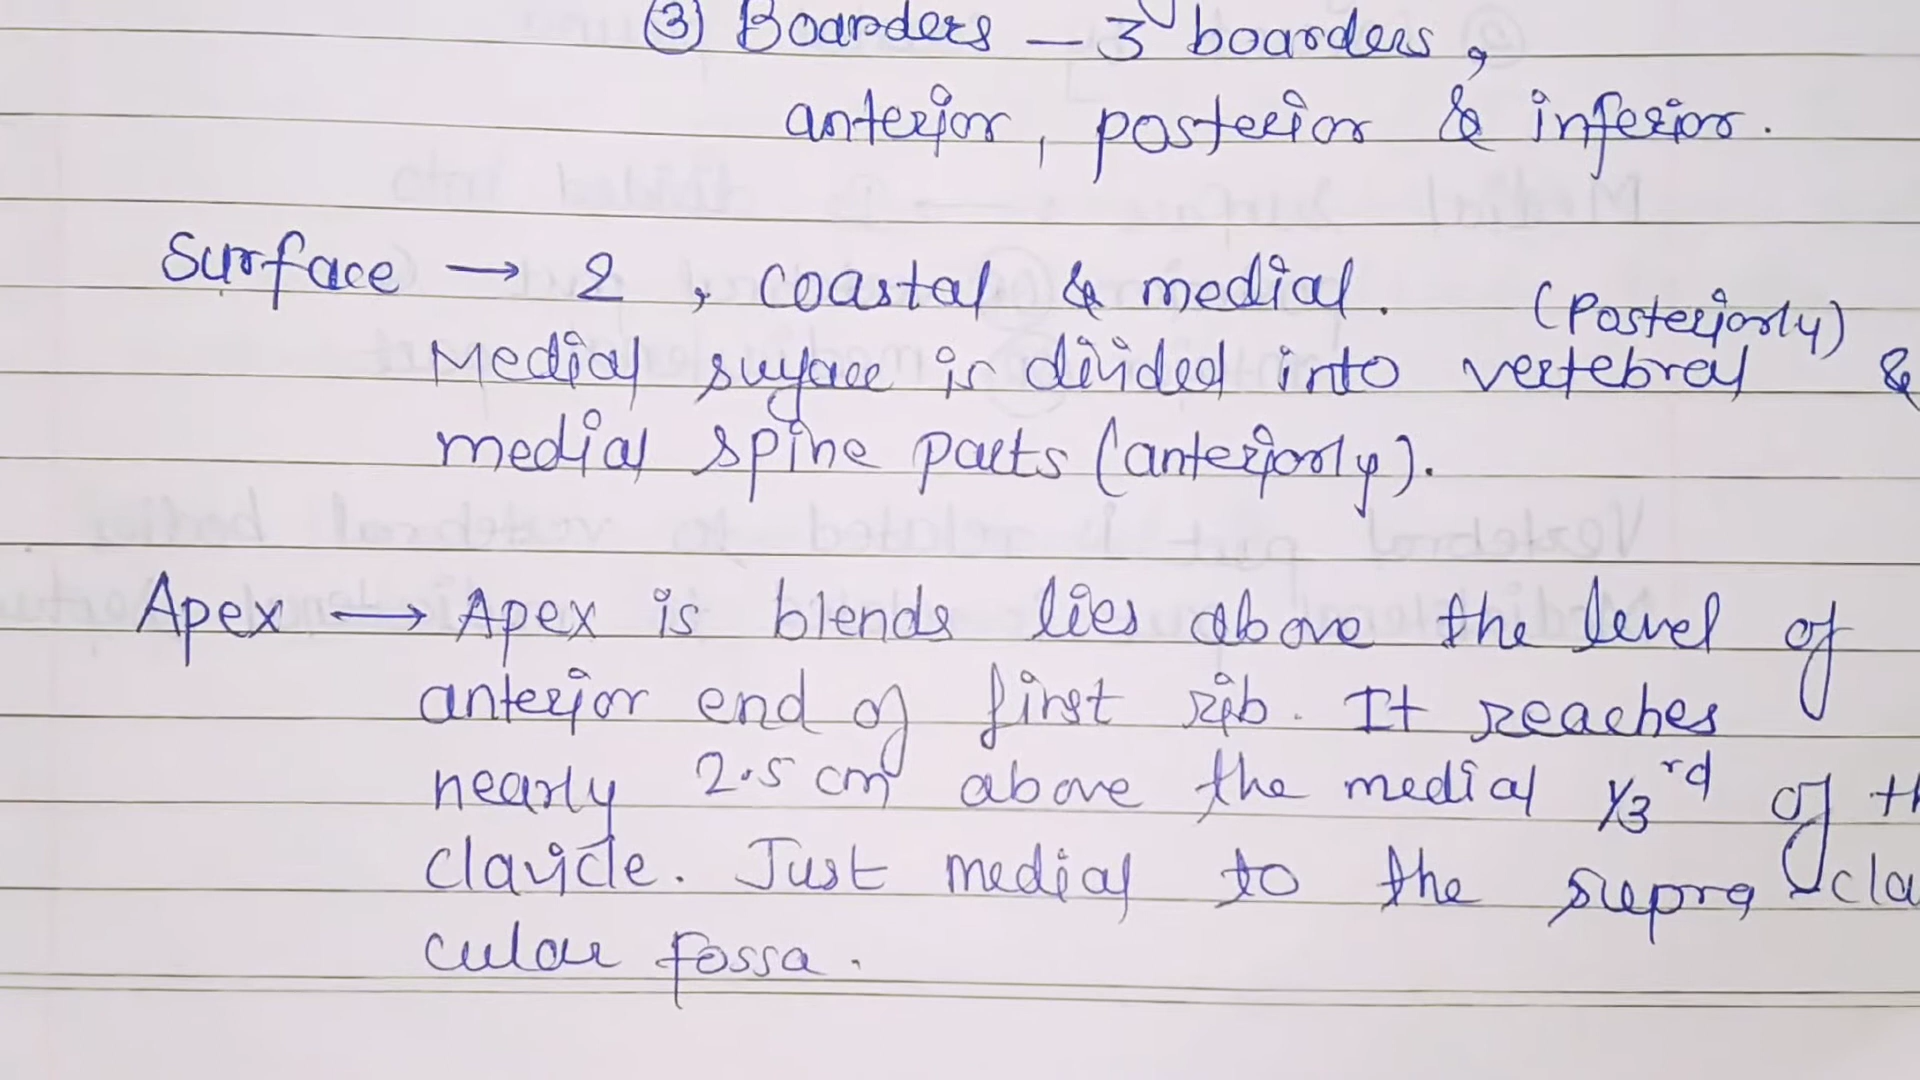 ③ Boarders - 3 boarders,
anterior, posterior & inferior.
Surface → 2, coastal & medial.
(Posteriorly)
Medial surface is divided into vertebral &
medial spine parts (anteriorly).
Apex → Apex is blends lies above the level of
anterior end of first rib. It reaches
nearly 2.5 cm above the medial 1/3rd of th
clavicle. Just medial to the supra cla
cular fossa.